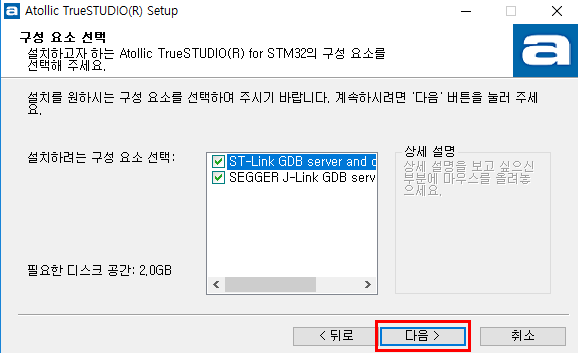 a Atollic TrueSTUDIO(R) Setup
구성 요소 선택
설치하고자 하는 Atollic TrueSTUDIO(R) for STM32의 구성 요소를
선택해 주세요.
a
설치를 원하시는 구성 요소를 선택하여 주시기 바랍니다. 계속하시려면 '다음' 버튼을 눌러 주세
요.
설치하려는 구성 요소 선택:
ST-Link GDB server and
SEGGER J-Link GDB serv
상세 설명
상세 설명을 보고 싶으신
부분에 마우스를 올려놓
으세요.
필요한 디스크 공간: 2.0GB
< 뒤로
다음 >
취소